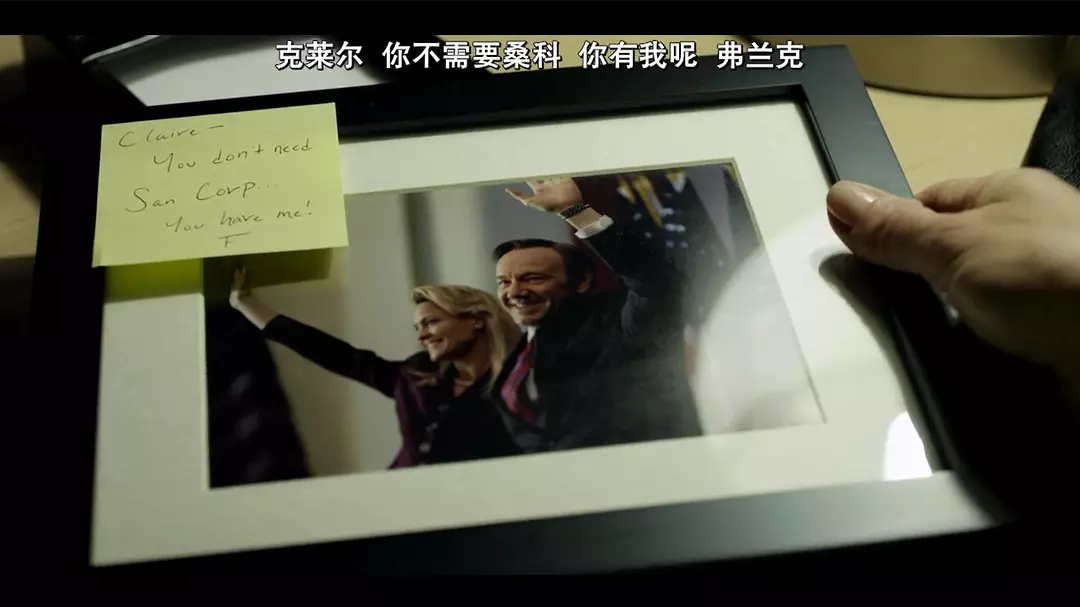 克莱尔 你不需要桑科 你有我呢 弗兰克
Claire—
You don't need
San Corp...
You have me!
F